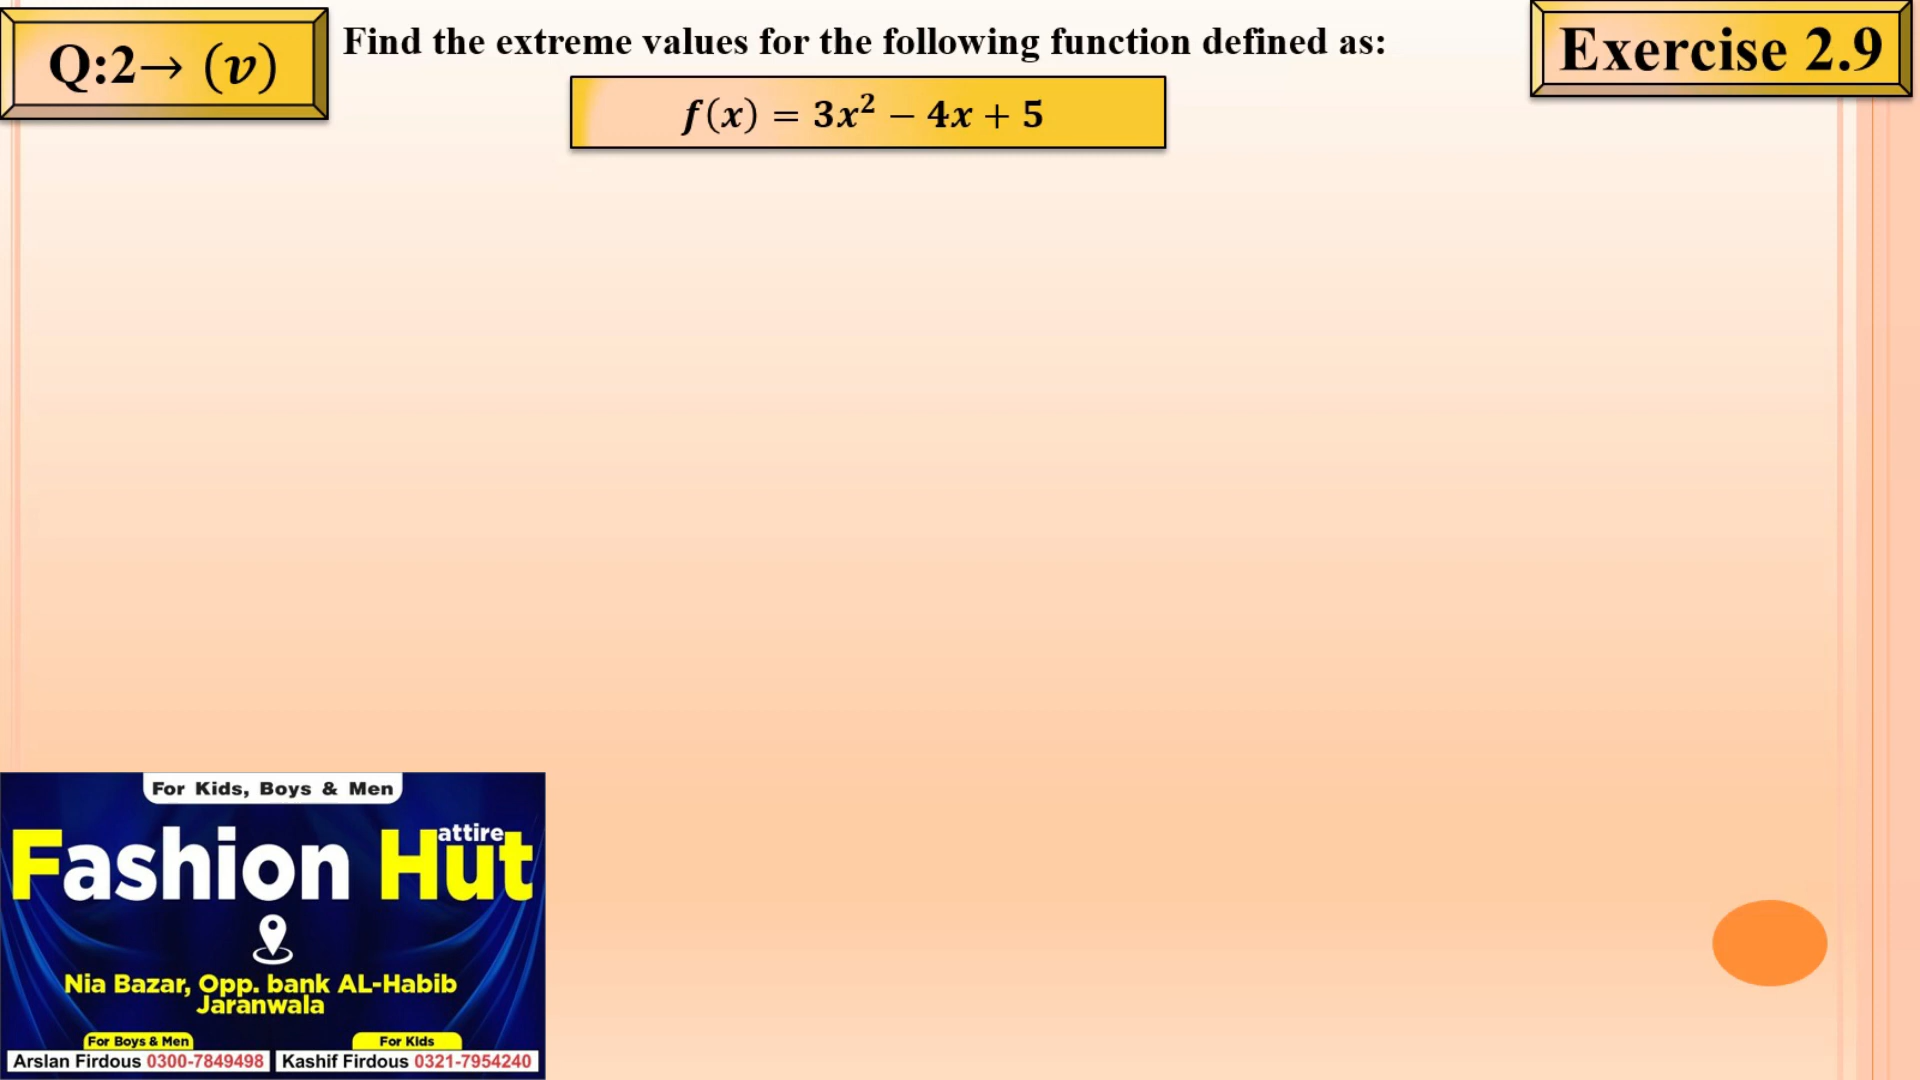 Q:2→ (v)
Find the extreme values for the following function defined as:
Exercise 2.9
f(x) = 3x² − 4x + 5
For Kids, Boys & Men
Fashion Hut
attire
Nia Bazar, Opp. bank AL-Habib
Jaranwala
For Boys & Men
For Kids
Arslan Firdous 0300-7849498
Kashif Firdous 0321-7954240